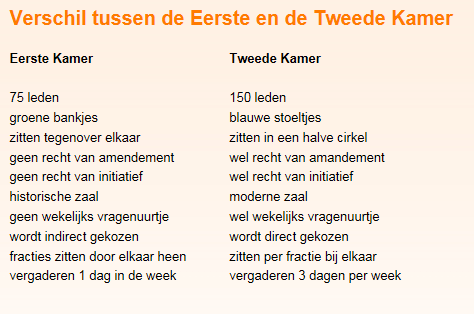 Verschil tussen de Eerste en de Tweede Kamer
Eerste Kamer Tweede Kamer
75 leden 150 leden
groene bankjes blauwe stoeltjes
zitten tegenover elkaar zitten in een halve cirkel
geen recht van amendement wel recht van amandement
geen recht van initiatief wel recht van initiatief
historische zaal moderne zaal
geen wekelijks vragenuurtje wel wekelijks vragenuurtje
wordt indirect gekozen wordt direct gekozen
fracties zitten door elkaar heen zitten per fractie bij elkaar
vergaderen 1 dag in de week vergaderen 3 dagen per week